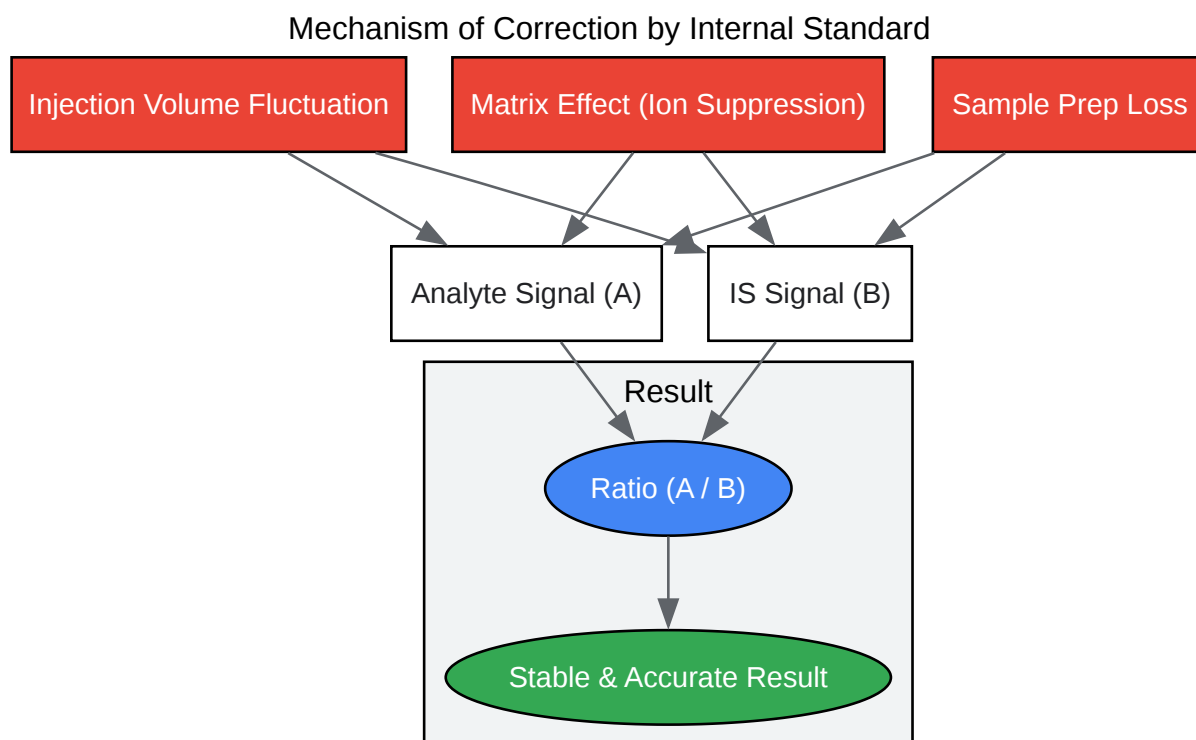 Mechanism of Correction by Internal Standard
Injection Volume Fluctuation
Matrix Effect (Ion Suppression)
Sample Prep Loss
Analyte Signal (A)
IS Signal (B)
Result
Ratio (A / B)
Stable & Accurate Result